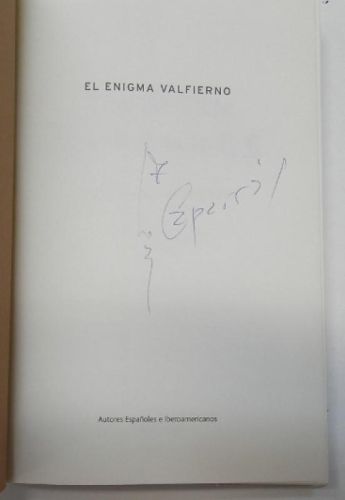 EL ENIGMA VALFIERNO
Autores Españoles e Iberoamericanos